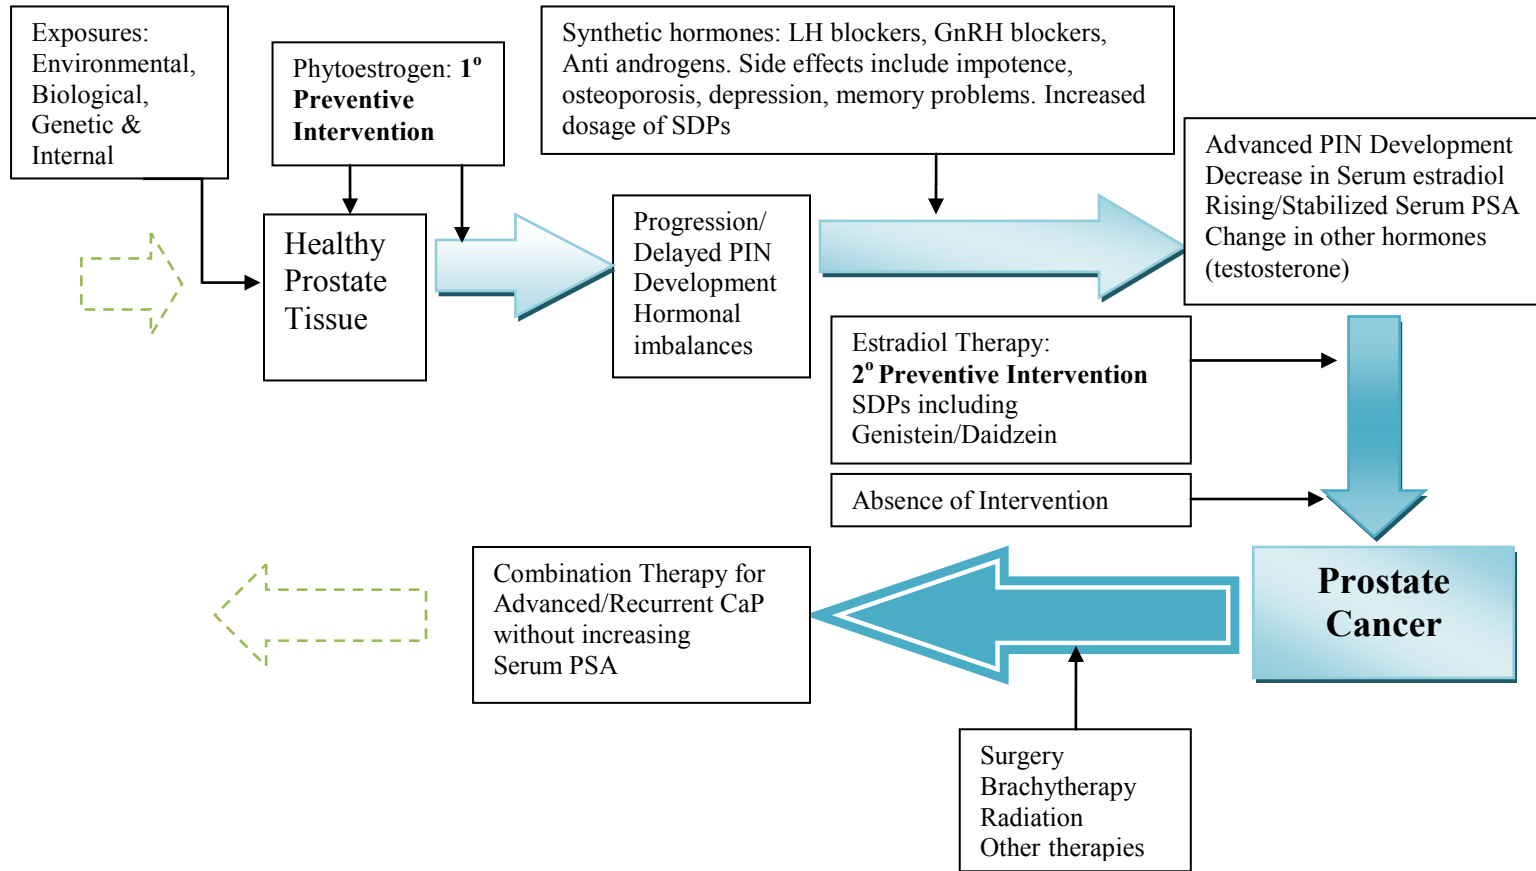 Exposures:
Environmental,
Biological,
Genetic &
Internal
Phytoestrogen: 1º
Preventive
Intervention
Synthetic hormones: LH blockers, GnRH blockers,
Anti androgens. Side effects include impotence,
osteoporosis, depression, memory problems. Increased
dosage of SDPs
Healthy
Prostate
Tissue
Progression/
Delayed PIN
Development
Hormonal
imbalances
Advanced PIN Development
Decrease in Serum estradiol
Rising/Stabilized Serum PSA
Change in other hormones
(testosterone)
Estradiol Therapy:
2º Preventive Intervention
SDPs including
Genistein/Daidzein
Absence of Intervention
Prostate
Cancer
Combination Therapy for
Advanced/Recurrent CaP
without increasing
Serum PSA
Surgery
Brachytherapy
Radiation
Other therapies